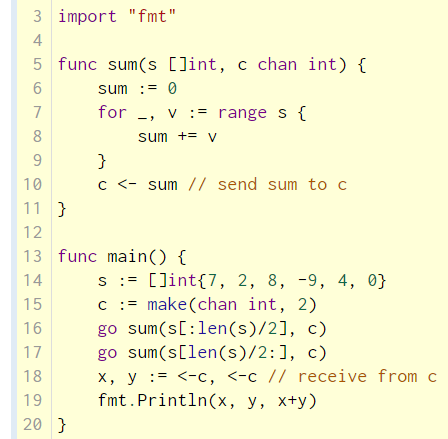 3 import "fmt"
4
5 func sum(s []int, c chan int) {
6     sum := 0
7     for _, v := range s {
8         sum += v
9     }
10     c <- sum // send sum to c
11 }
12
13 func main() {
14     s := []int{7, 2, 8, -9, 4, 0}
15     c := make(chan int, 2)
16     go sum(s[:len(s)/2], c)
17     go sum(s[len(s)/2:], c)
18     x, y := <-c, <-c // receive from c
19     fmt.Println(x, y, x+y)
20 }